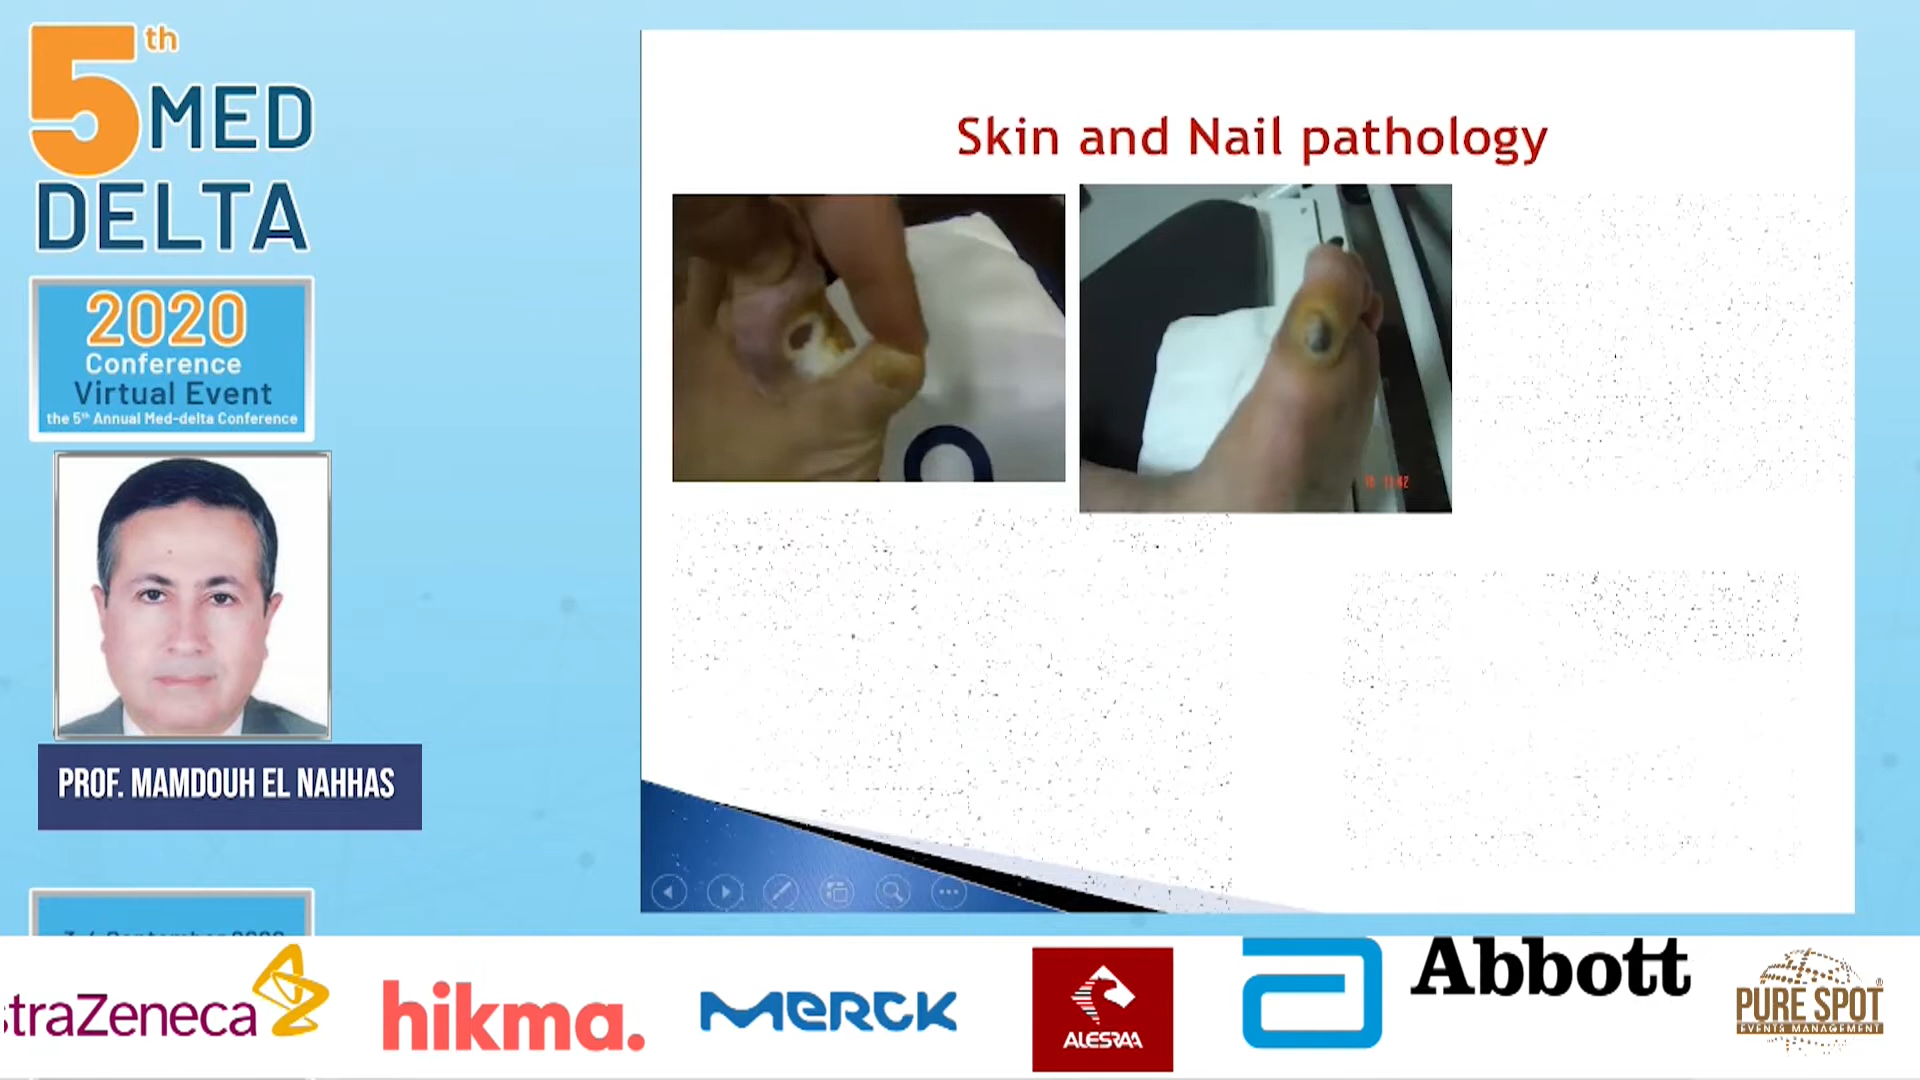 5th MED
DELTA
2020
Conference
Virtual Event
the 5th Annual Med-delta Conference
PROF. MAMDOUH EL NAHHAS
Skin and Nail pathology
traZeneca
hikma.
MERCK
ALESRAA
Abbott
PURE SPOT®
EVENTS MANAGEMENT